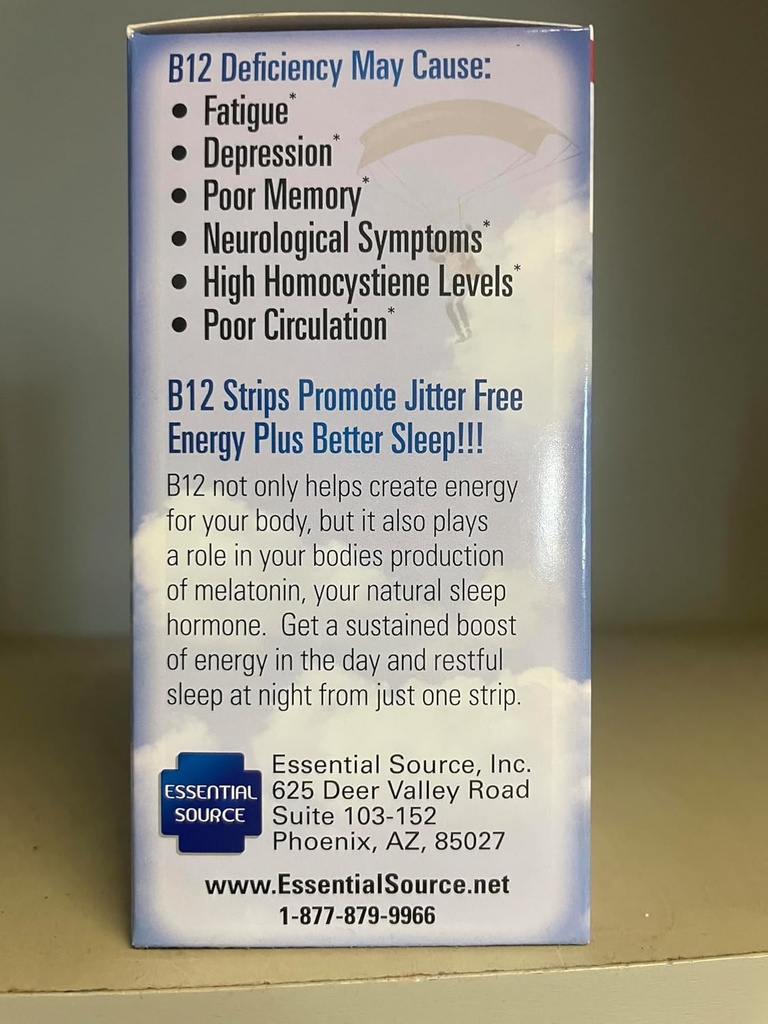 B12 Deficiency May Cause:
• Fatigue*
• Depression*
• Poor Memory*
• Neurological Symptoms*
• High Homocystiene Levels*
• Poor Circulation*
B12 Strips Promote Jitter Free
Energy Plus Better Sleep!!!
B12 not only helps create energy
for your body, but it also plays
a role in your bodies production
of melatonin, your natural sleep
hormone. Get a sustained boost
of energy in the day and restful
sleep at night from just one strip.
ESSENTIAL
SOURCE
Essential Source, Inc.
625 Deer Valley Road
Suite 103-152
Phoenix, AZ, 85027
www.EssentialSource.net
1-877-879-9966